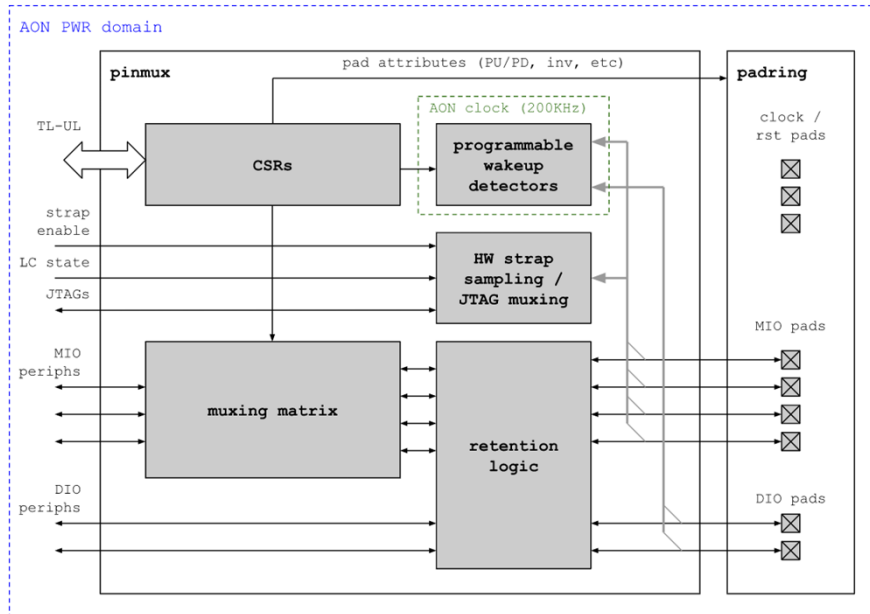 AON PWR domain
pinmux
pad attributes (PU/PD, inv, etc)
padring
AON clock (200KHz)
clock /
rst pads
TL-UL
CSRs
programmable
wakeup
detectors
strap
enable
LC state
JTAGs
HW strap
sampling /
JTAG muxing
MIO pads
MIO
periphs
muxing matrix
retention
logic
DIO
periphs
DIO pads